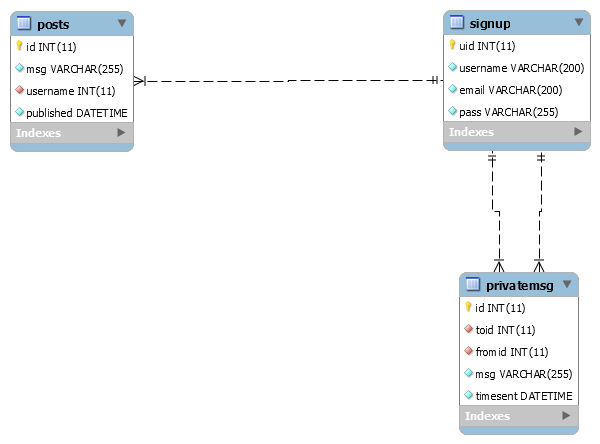 posts
id INT(11)
msg VARCHAR(255)
username INT(11)
published DATETIME
Indexes
signup
uid INT(11)
username VARCHAR(200)
email VARCHAR(200)
pass VARCHAR(255)
Indexes
privatemsg
id INT(11)
toid INT(11)
fromid INT(11)
msg VARCHAR(255)
timesent DATETIME
Indexes